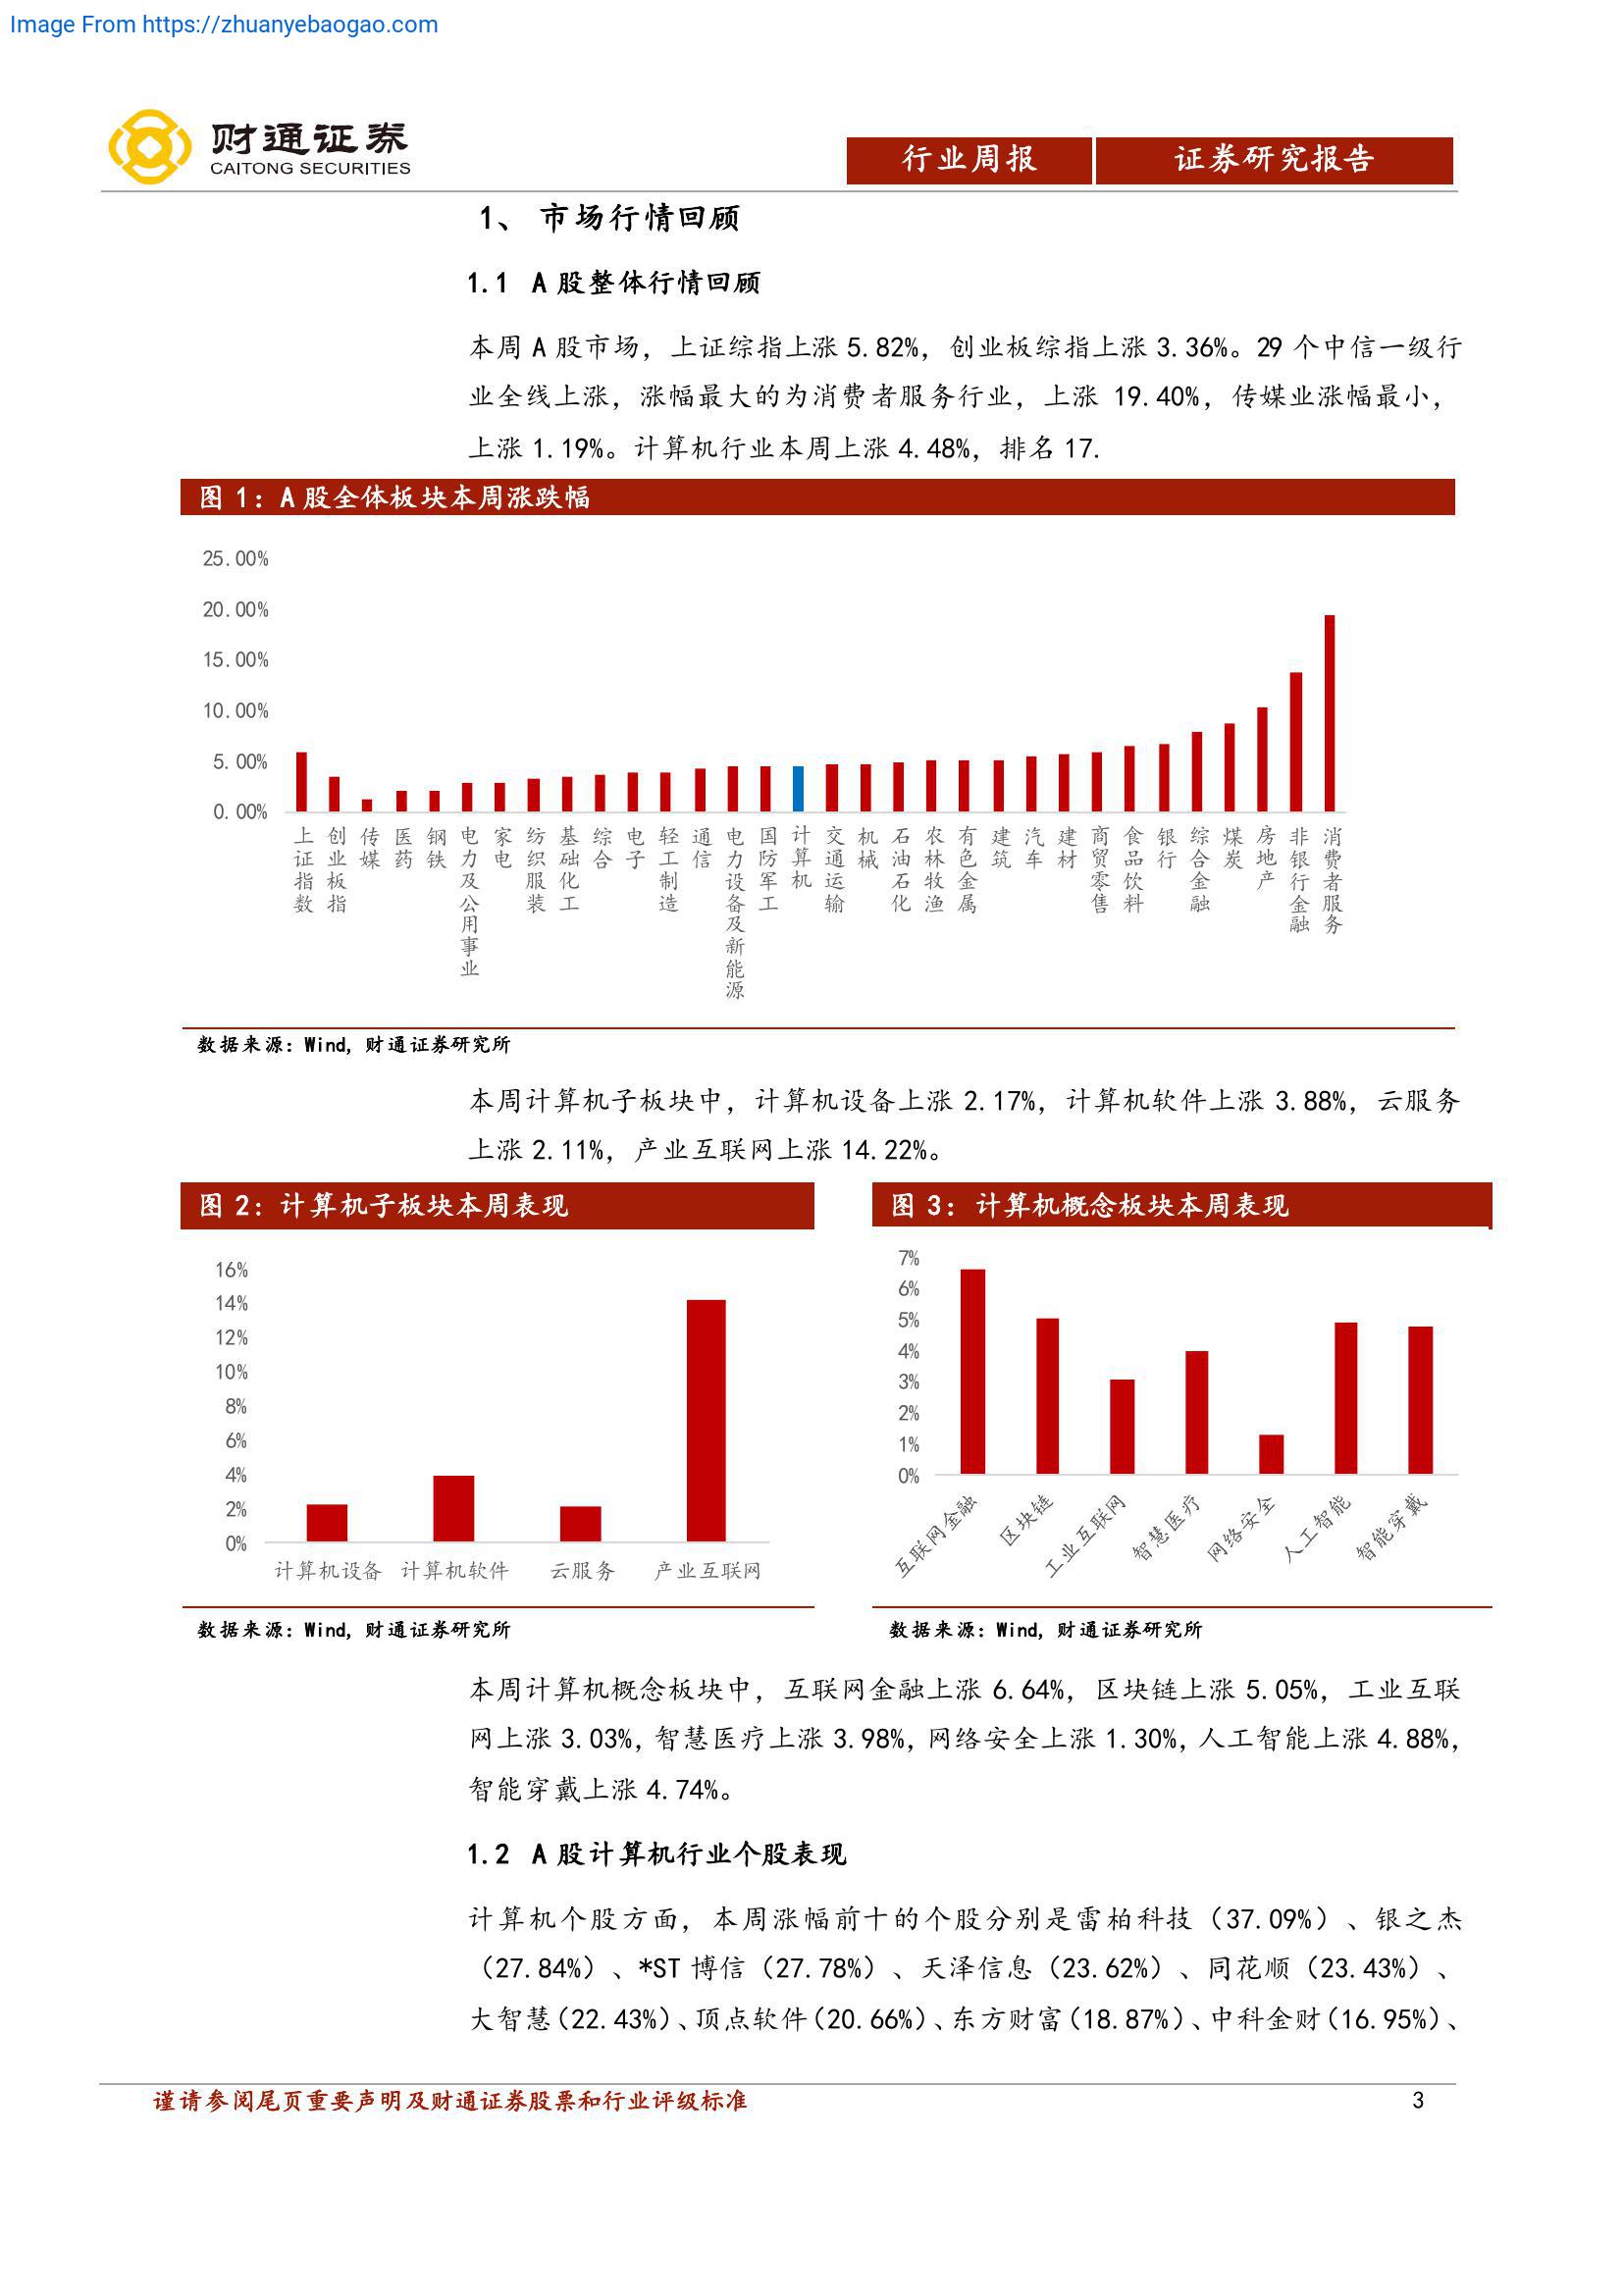 Image From https://zhuanyebaogao.com
财通证券
CAITONG SECURITIES
行业周报
证券研究报告
1、 市场行情回顾
1.1 A 股整体行情回顾
本周 A 股市场，上证综指上涨 5.82%，创业板综指上涨 3.36%。29 个中信一级行
业全线上涨，涨幅最大的为消费者服务行业，上涨 19.40%，传媒业涨幅最小，
上涨 1.19%。计算机行业本周上涨 4.48%，排名 17.
图 1：A 股全体板块本周涨跌幅
25.00%
20.00%
15.00%
10.00%
5.00%
0.00%
上证指数
创业板指
传媒
医药
钢铁
电力及公用事业
家电
纺织服装
基础化工
综合
电子
轻工制造
通信
电力设备及新能源
国防军工
计算机
交通运输
机械
石油石化
农林牧渔
有色金属
建筑
汽车
建材
商贸零售
食品饮料
银行
综合金融
煤炭
房地产
非银行金融
消费者服务
数据来源：Wind, 财通证券研究所
本周计算机子板块中，计算机设备上涨 2.17%，计算机软件上涨 3.88%，云服务
上涨 2.11%，产业互联网上涨 14.22%。
图 2：计算机子板块本周表现
16%
14%
12%
10%
8%
6%
4%
2%
0%
计算机设备
计算机软件
云服务
产业互联网
数据来源：Wind, 财通证券研究所
图 3：计算机概念板块本周表现
7%
6%
5%
4%
3%
2%
1%
0%
互联网金融
区块链
工业互联网
智慧医疗
网络安全
人工智能
智能穿戴
数据来源：Wind, 财通证券研究所
本周计算机概念板块中，互联网金融上涨 6.64%，区块链上涨 5.05%，工业互联
网上涨 3.03%，智慧医疗上涨 3.98%，网络安全上涨 1.30%，人工智能上涨 4.88%，
智能穿戴上涨 4.74%。
1.2 A 股计算机行业个股表现
计算机个股方面，本周涨幅前十的个股分别是雷柏科技（37.09%）、银之杰
（27.84%）、*ST 博信（27.78%）、天泽信息（23.62%）、同花顺（23.43%）、
大智慧（22.43%）、顶点软件（20.66%）、东方财富（18.87%）、中科金财（16.95%）、
谨请参阅尾页重要声明及财通证券股票和行业评级标准
3